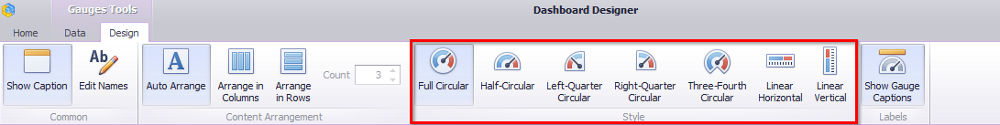 Gauges Tools
Dashboard Designer
Home Data Design
Show Caption
Edit Names
Auto Arrange
Arrange in
Columns
Arrange
in Rows
Count 3
Full Circular
Half-Circular
Left-Quarter
Circular
Right-Quarter
Circular
Three-Fourth
Circular
Linear
Horizontal
Linear
Vertical
Show Gauge
Captions
Common
Content Arrangement
Style
Labels